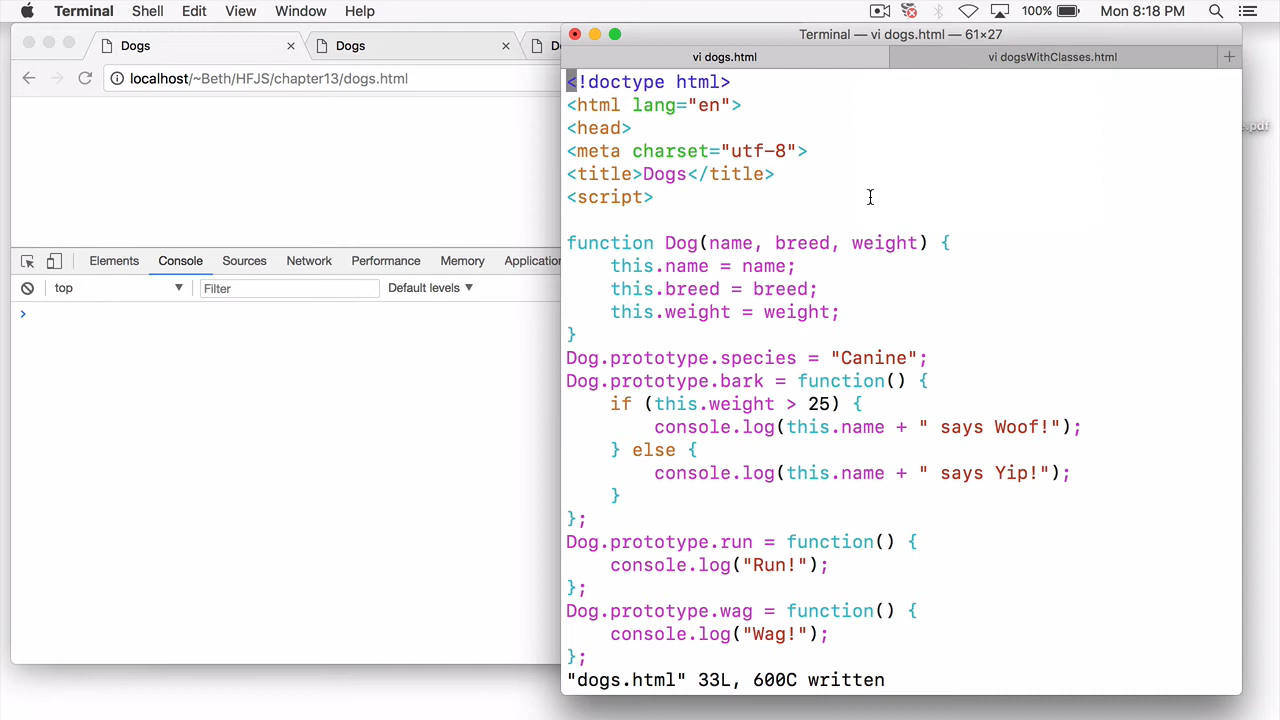 Terminal Shell Edit View Window Help 100% Mon 8:18 PM
Dogs Dogs
localhost/~Beth/HFJS/chapter13/dogs.html
Elements Console Sources Network Performance Memory Application
top Filter Default levels
>
Terminal — vi dogs.html — 61×27
vi dogs.html vi dogsWithClasses.html +
<!doctype html>
<html lang="en">
<head>
<meta charset="utf-8">
<title>Dogs</title>
<script>
function Dog(name, breed, weight) {
    this.name = name;
    this.breed = breed;
    this.weight = weight;
}
Dog.prototype.species = "Canine";
Dog.prototype.bark = function() {
    if (this.weight > 25) {
        console.log(this.name + " says Woof!");
    } else {
        console.log(this.name + " says Yip!");
    }
};
Dog.prototype.run = function() {
    console.log("Run!");
};
Dog.prototype.wag = function() {
    console.log("Wag!");
};
"dogs.html" 33L, 600C written
.pdf